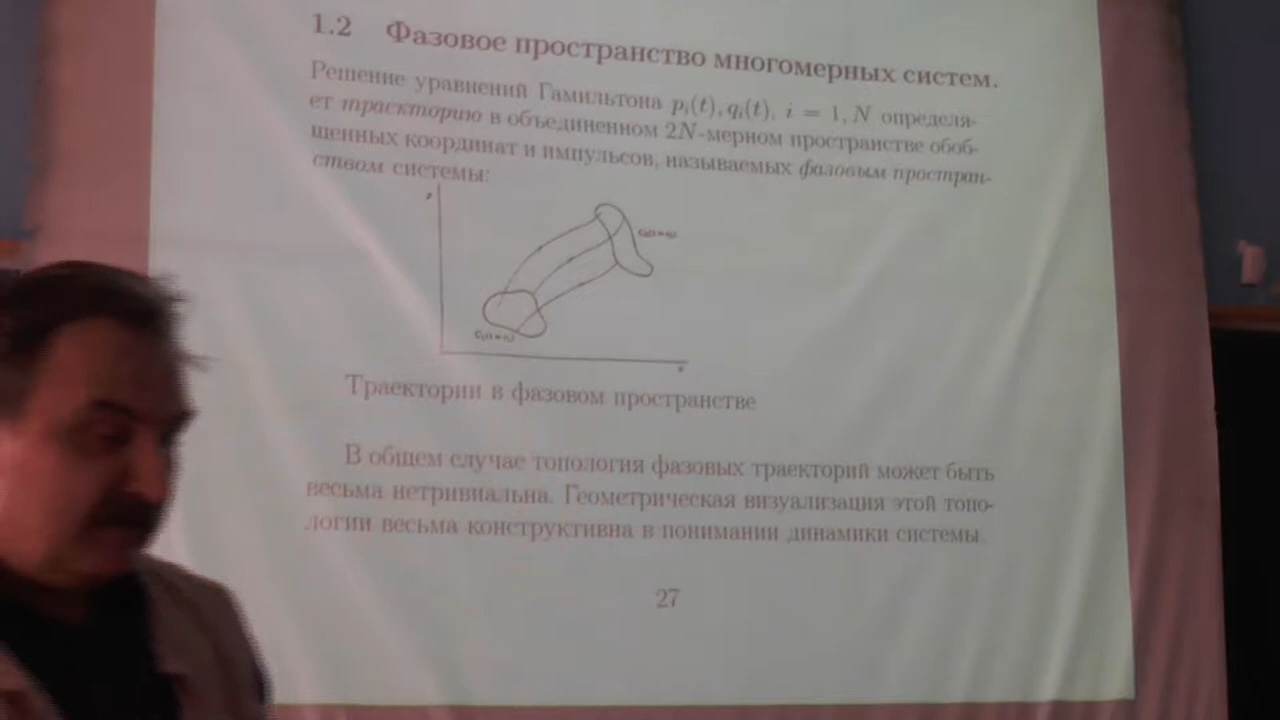 1.2 Фазовое пространство многомерных систем.
Решение уравнений Гамильтона pᵢ(t), qᵢ(t), i = 1, N определя-
ет траекторию в объединенном 2N-мерном пространстве обоб-
щенных координат и импульсов, называемых фазовым простран-
ством системы:
Траектории в фазовом пространстве
В общем случае топология фазовых траекторий может быть
весьма нетривиальна. Геометрическая визуализация этой топо-
логии весьма конструктивна в понимании динамики системы.
27